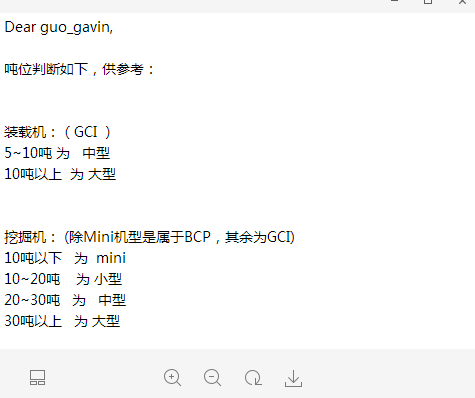 Dear guo_gavin,
吨位判断如下，供参考：
装载机：（ GCI ）
5~10吨 为 中型
10吨以上 为 大型
挖掘机： (除Mini机型是属于BCP，其余为GCI)
10吨以下 为 mini
10~20吨 为 小型
20~30吨 为 中型
30吨以上 为 大型